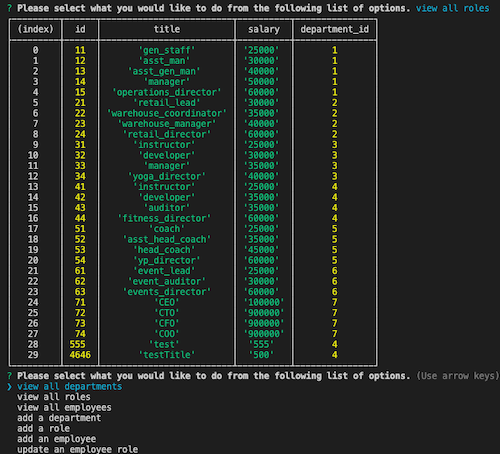 ? Please select what you would like to do from the following list of options. view all roles
(index) id title salary department_id
0 11 'gen_staff' '25000' 1
1 12 'asst_man' '30000' 1
2 13 'asst_gen_man' '40000' 1
3 14 'manager' '50000' 1
4 15 'operations_director' '60000' 1
5 21 'retail_lead' '30000' 2
6 22 'warehouse_coordinator' '35000' 2
7 23 'warehouse_manager' '40000' 2
8 24 'retail_director' '60000' 2
9 31 'instructor' '25000' 3
10 32 'developer' '30000' 3
11 33 'manager' '35000' 3
12 34 'yoga_director' '40000' 3
13 41 'instructor' '25000' 4
14 42 'developer' '35000' 4
15 43 'auditor' '35000' 4
16 44 'fitness_director' '60000' 4
17 51 'coach' '25000' 5
18 52 'asst_head_coach' '35000' 5
19 53 'head_coach' '45000' 5
20 54 'yp_director' '60000' 5
21 61 'event_lead' '25000' 6
22 62 'event_auditor' '30000' 6
23 63 'events_director' '60000' 6
24 71 'CEO' '100000' 7
25 72 'CTO' '900000' 7
26 73 'CFO' '900000' 7
27 74 'COO' '900000' 7
28 555 'test' '555' 4
29 4646 'testTitle' '500' 4
? Please select what you would like to do from the following list of options. (Use arrow keys)
❯ view all departments
view all roles
view all employees
add a department
add a role
add an employee
update an employee role